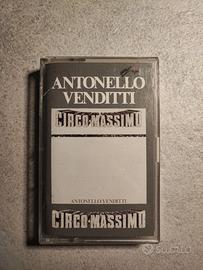 ANTONELLO
VENDITTI
CIRCO MASSIMO
ANTONELLO VENDITTI
CIRCO MASSIMO